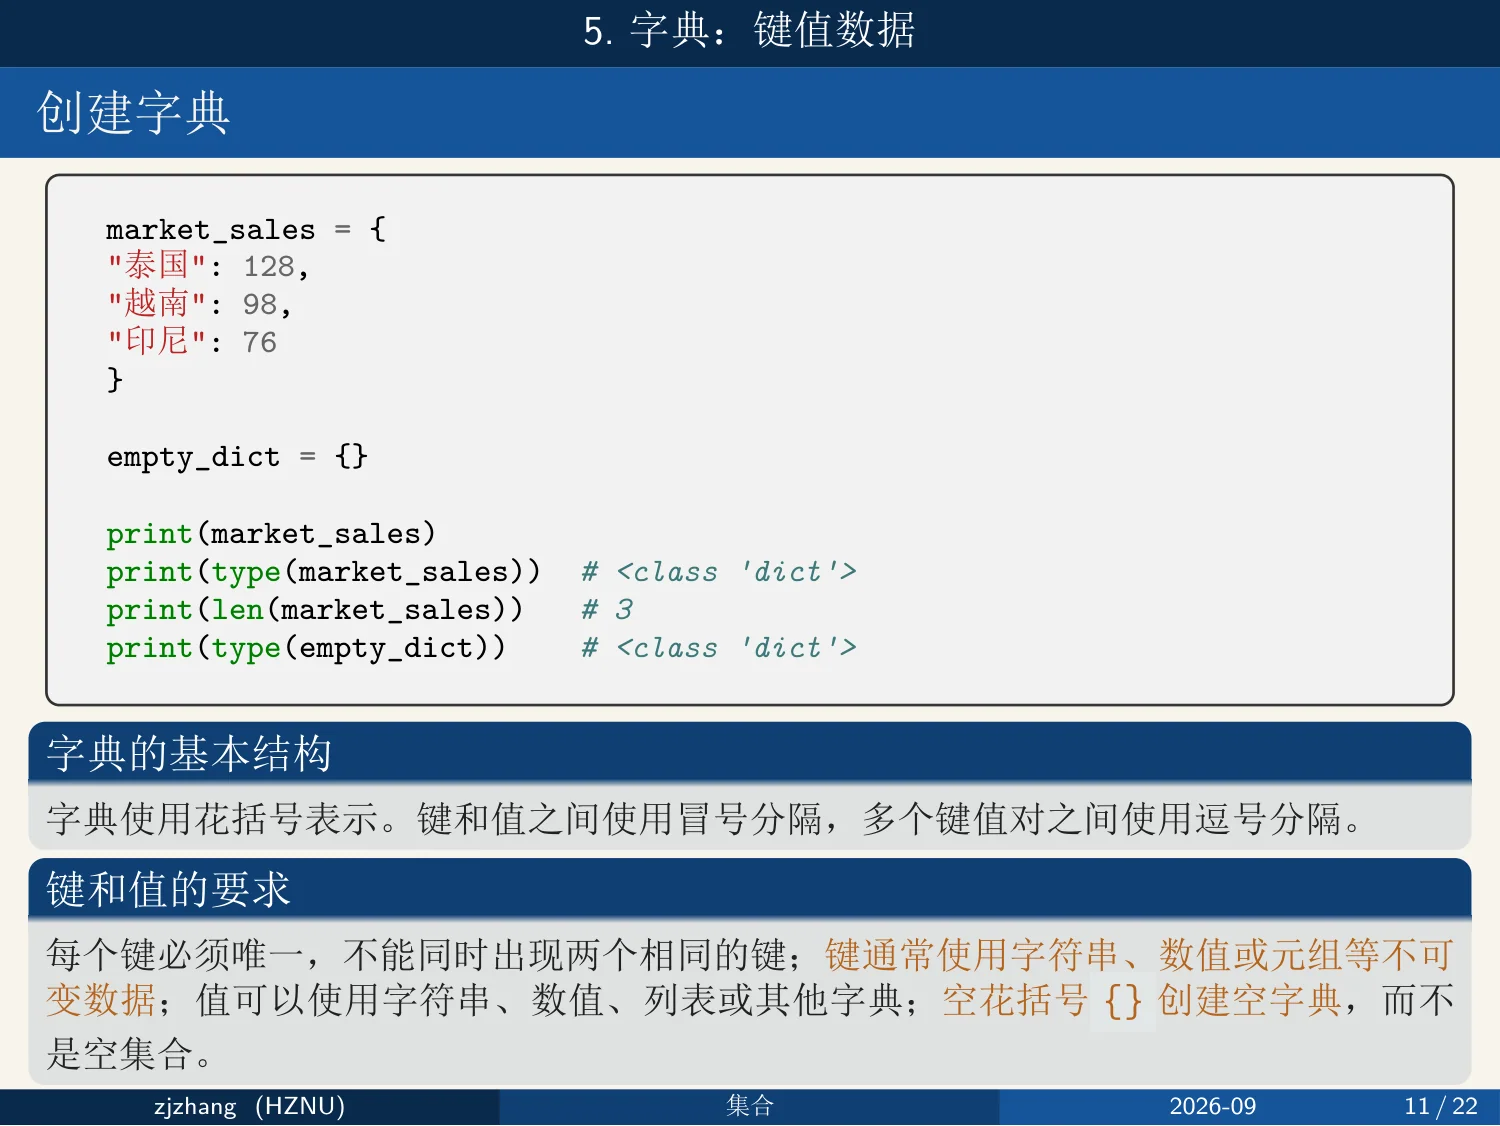 5. 字典：键值数据
创建字典
market_sales = {
"泰国": 128,
"越南": 98,
"印尼": 76
}
empty_dict = {}
print(market_sales)
print(type(market_sales))  # <class 'dict'>
print(len(market_sales))   # 3
print(type(empty_dict))    # <class 'dict'>
字典的基本结构
字典使用花括号表示。键和值之间使用冒号分隔，多个键值对之间使用逗号分隔。
键和值的要求
每个键必须唯一，不能同时出现两个相同的键；键通常使用字符串、数值或元组等不可
变数据；值可以使用字符串、数值、列表或其他字典；空花括号 {} 创建空字典，而不
是空集合。
zjzhang (HZNU) 集合 2026-09 11 / 22